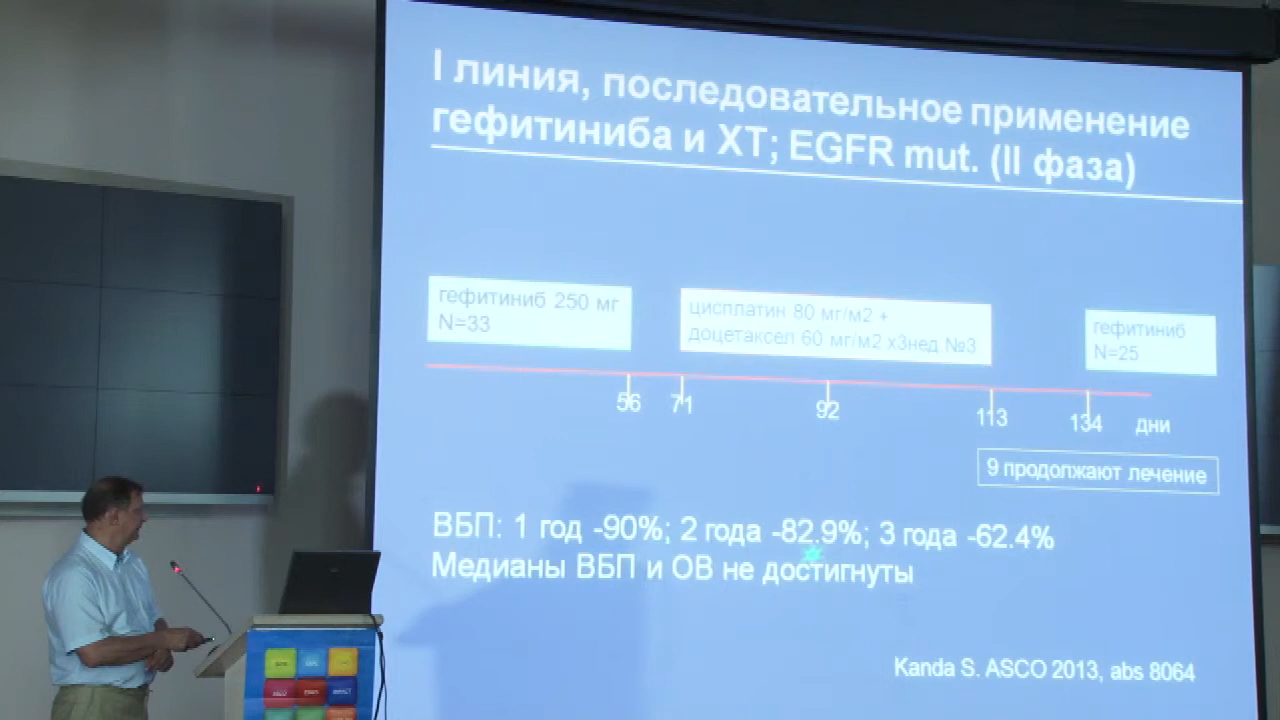 I линия, последовательное применение
гефитиниба и ХТ; EGFR mut. (II фаза)
гефитиниб 250 мг
N=33
цисплатин 80 мг/м2 +
доцетаксел 60 мг/м2 х3нед №3
гефитиниб
N=25
56 71 92 113 134 дни
9 продолжают лечение
ВБП: 1 год -90%; 2 года -82.9%; 3 года -62.4%
Медианы ВБП и ОВ не достигнуты
Kanda S. ASCO 2013, abs 8064